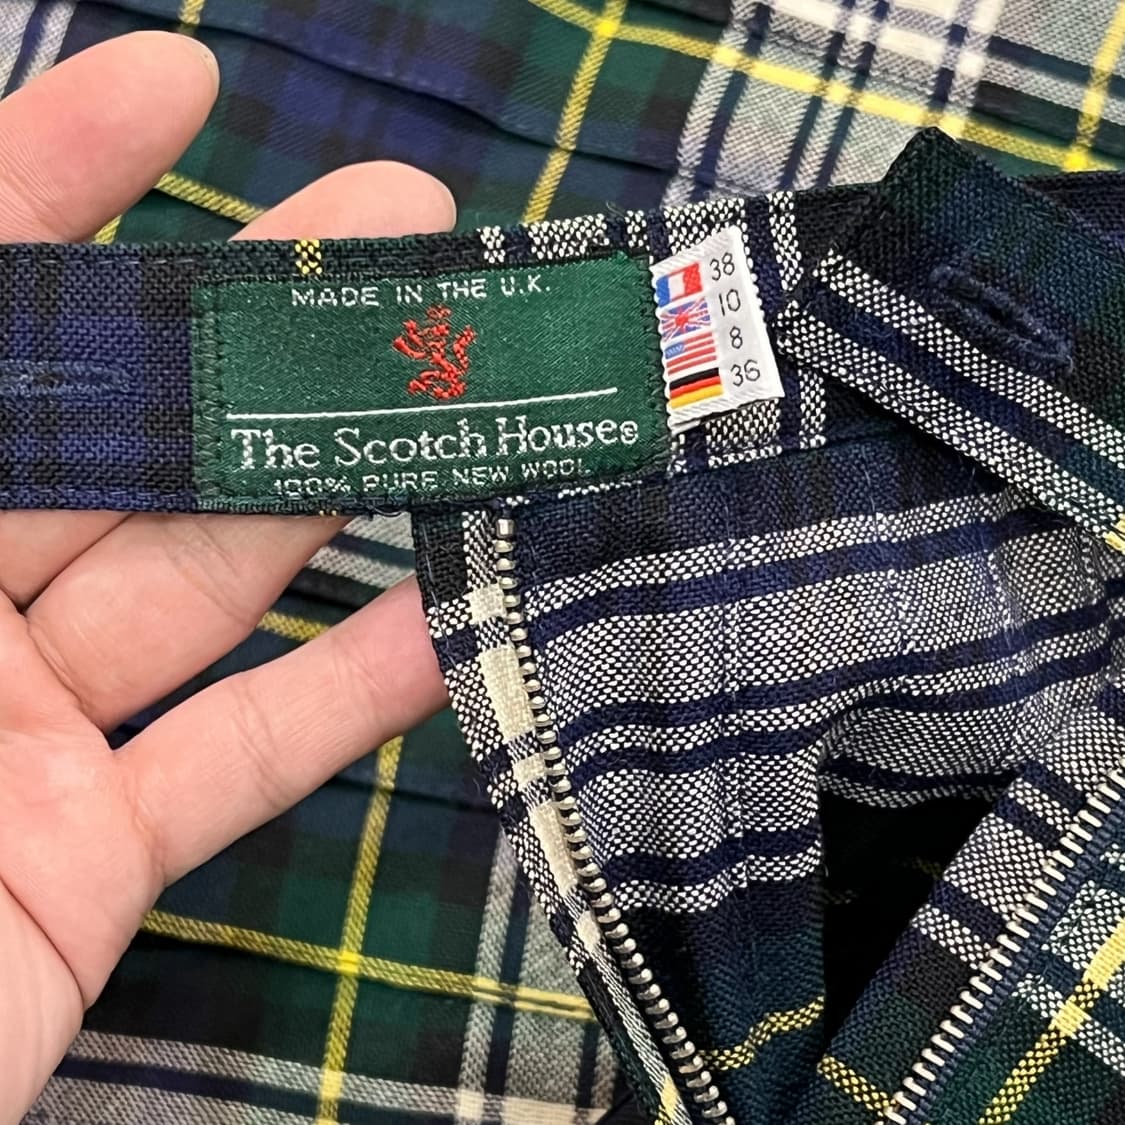 MADE IN THE U.K.
The Scotch House®
100% PURE NEW WOOL
38
10
8
36